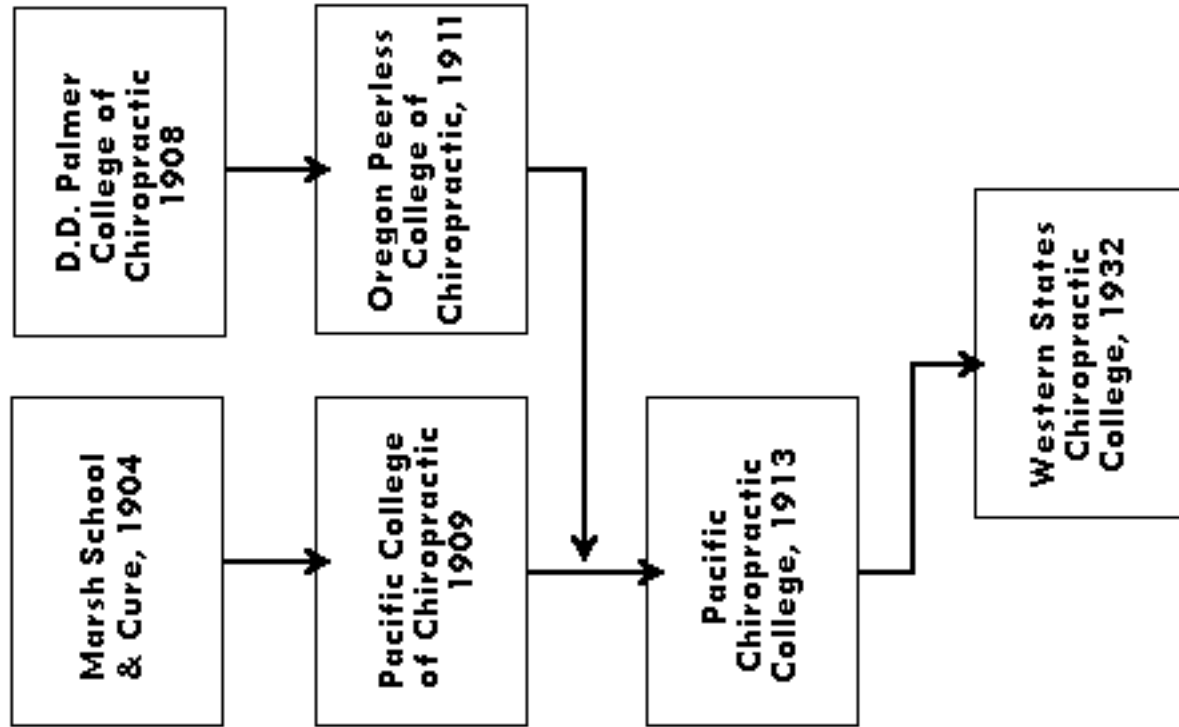 Marsh School
& Cure, 1904
D.D. Palmer
College of
Chiropractic
1908
Pacific College
of Chiropractic
1909
Oregon Peerless
College of
Chiropractic, 1911
Pacific
Chiropractic
College, 1913
Western States
Chiropractic
College, 1932